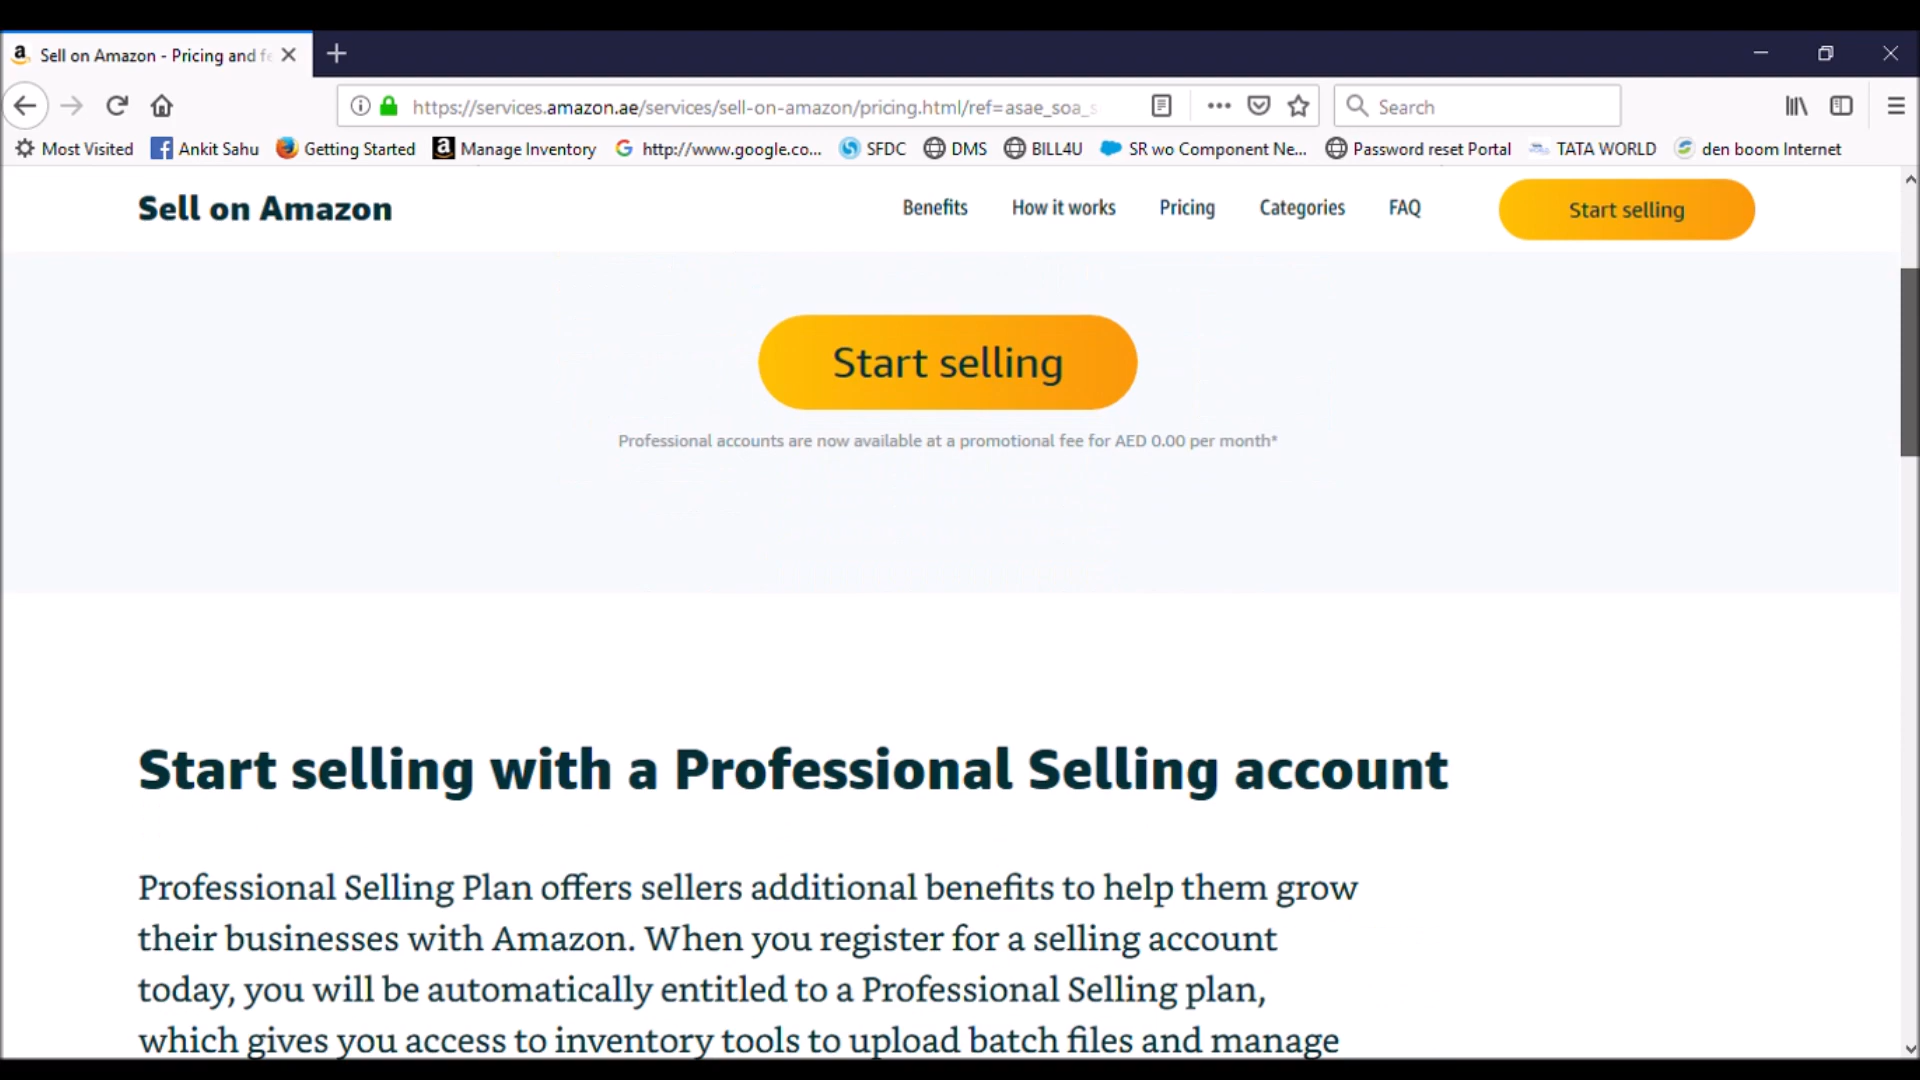 Sell on Amazon - Pricing and fe
https://services.amazon.ae/services/sell-on-amazon/pricing.html/ref=asae_soa_s
Search
Most Visited Ankit Sahu Getting Started Manage Inventory http://www.google.co... SFDC DMS BILL4U SR wo Component Ne... Password reset Portal TATA WORLD den boom Internet
Sell on Amazon Benefits How it works Pricing Categories FAQ Start selling
Start selling
Professional accounts are now available at a promotional fee for AED 0.00 per month*
Start selling with a Professional Selling account
Professional Selling Plan offers sellers additional benefits to help them grow
their businesses with Amazon. When you register for a selling account
today, you will be automatically entitled to a Professional Selling plan,
which gives you access to inventory tools to upload batch files and manage